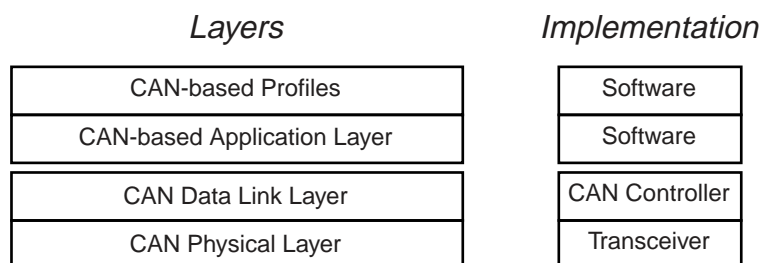 Layers Implementation
CAN-based Profiles Software
CAN-based Application Layer Software
CAN Data Link Layer CAN Controller
CAN Physical Layer Transceiver